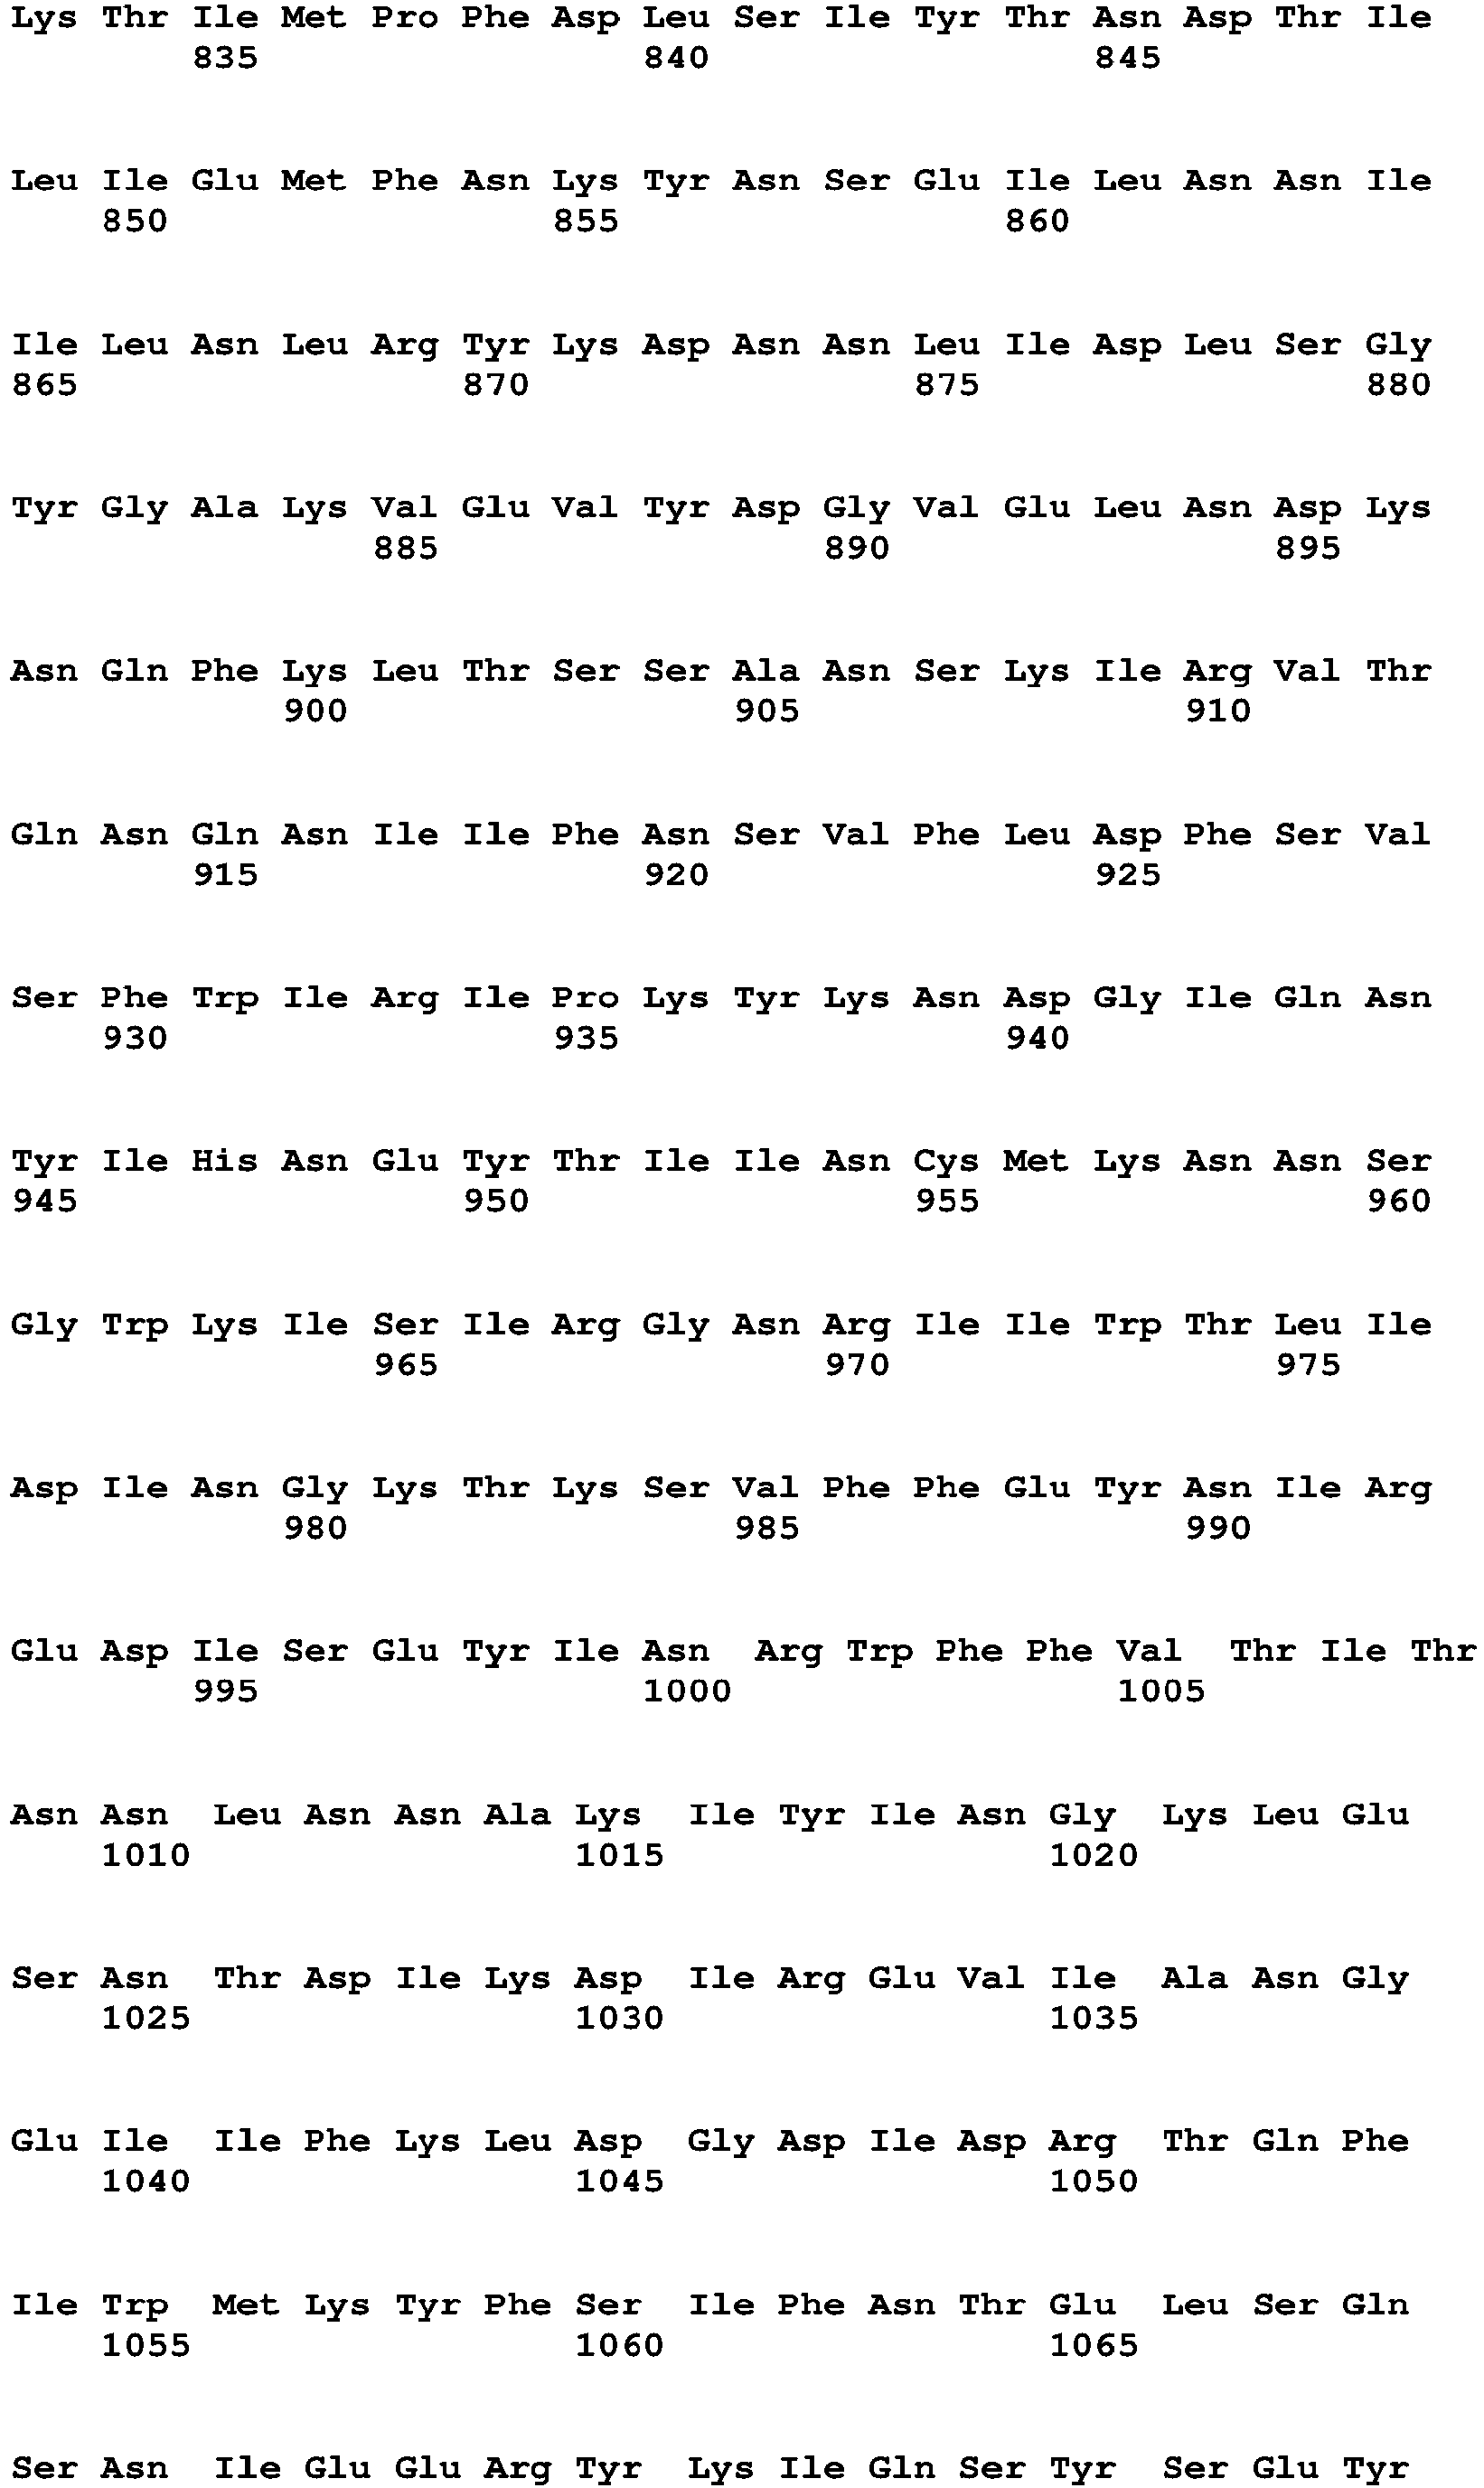 Lys Thr Ile Met Pro Phe Asp Leu Ser Ile Tyr Thr Asn Asp Thr Ile
835 840 845
Leu Ile Glu Met Phe Asn Lys Tyr Asn Ser Glu Ile Leu Asn Asn Ile
850 855 860
Ile Leu Asn Leu Arg Tyr Lys Asp Asn Asn Leu Ile Asp Leu Ser Gly
865 870 875 880
Tyr Gly Ala Lys Val Glu Val Tyr Asp Gly Val Glu Leu Asn Asp Lys
885 890 895
Asn Gln Phe Lys Leu Thr Ser Ser Ala Asn Ser Lys Ile Arg Val Thr
900 905 910
Gln Asn Gln Asn Ile Ile Phe Asn Ser Val Phe Leu Asp Phe Ser Val
915 920 925
Ser Phe Trp Ile Arg Ile Pro Lys Tyr Lys Asn Asp Gly Ile Gln Asn
930 935 940
Tyr Ile His Asn Glu Tyr Thr Ile Ile Asn Cys Met Lys Asn Asn Ser
945 950 955 960
Gly Trp Lys Ile Ser Ile Arg Gly Asn Arg Ile Ile Trp Thr Leu Ile
965 970 975
Asp Ile Asn Gly Lys Thr Lys Ser Val Phe Phe Glu Tyr Asn Ile Arg
980 985 990
Glu Asp Ile Ser Glu Tyr Ile Asn Arg Trp Phe Phe Val Thr Ile Thr
995 1000 1005
Asn Asn Leu Asn Asn Ala Lys Ile Tyr Ile Asn Gly Lys Leu Glu
1010 1015 1020
Ser Asn Thr Asp Ile Lys Asp Ile Arg Glu Val Ile Ala Asn Gly
1025 1030 1035
Glu Ile Ile Phe Lys Leu Asp Gly Asp Ile Asp Arg Thr Gln Phe
1040 1045 1050
Ile Trp Met Lys Tyr Phe Ser Ile Phe Asn Thr Glu Leu Ser Gln
1055 1060 1065
Ser Asn Ile Glu Glu Arg Tyr Lys Ile Gln Ser Tyr Ser Glu Tyr